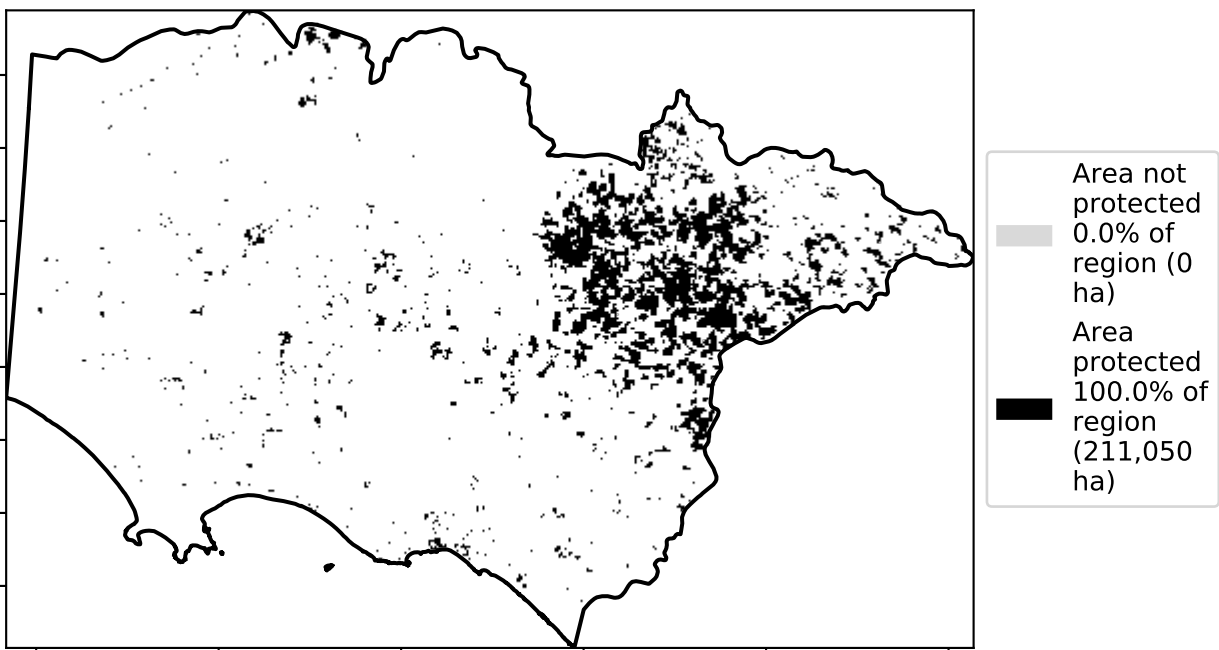 Area not
protected
0.0% of
region (0
ha)
Area
protected
100.0% of
region
(211,050
ha)